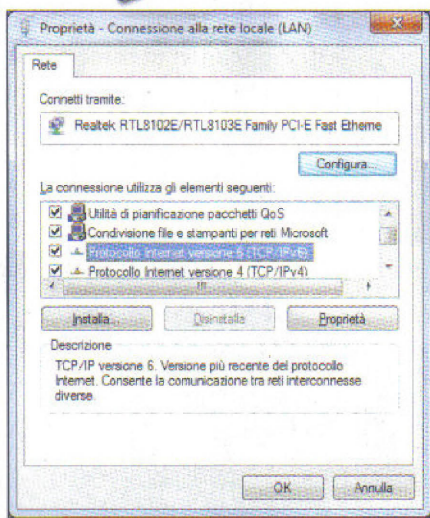 Proprietà - Connessione alla rete locale (LAN)
Rete
Connetti tramite:
Realtek RTL8102E/RTL8103E Family PCI-E Fast Etherne
Configura...
La connessione utilizza gli elementi seguenti:
Utilità di pianificazione pacchetti QoS
Condivisione file e stampanti per reti Microsoft
Protocollo Internet versione 6 (TCP/IPv6)
Protocollo Internet versione 4 (TCP/IPv4)
Installa...
Disinstalla
Proprietà
Descrizione
TCP/IP versione 6. Versione più recente del protocollo
Internet. Consente la comunicazione tra reti interconnesse
diverse.
OK
Annulla